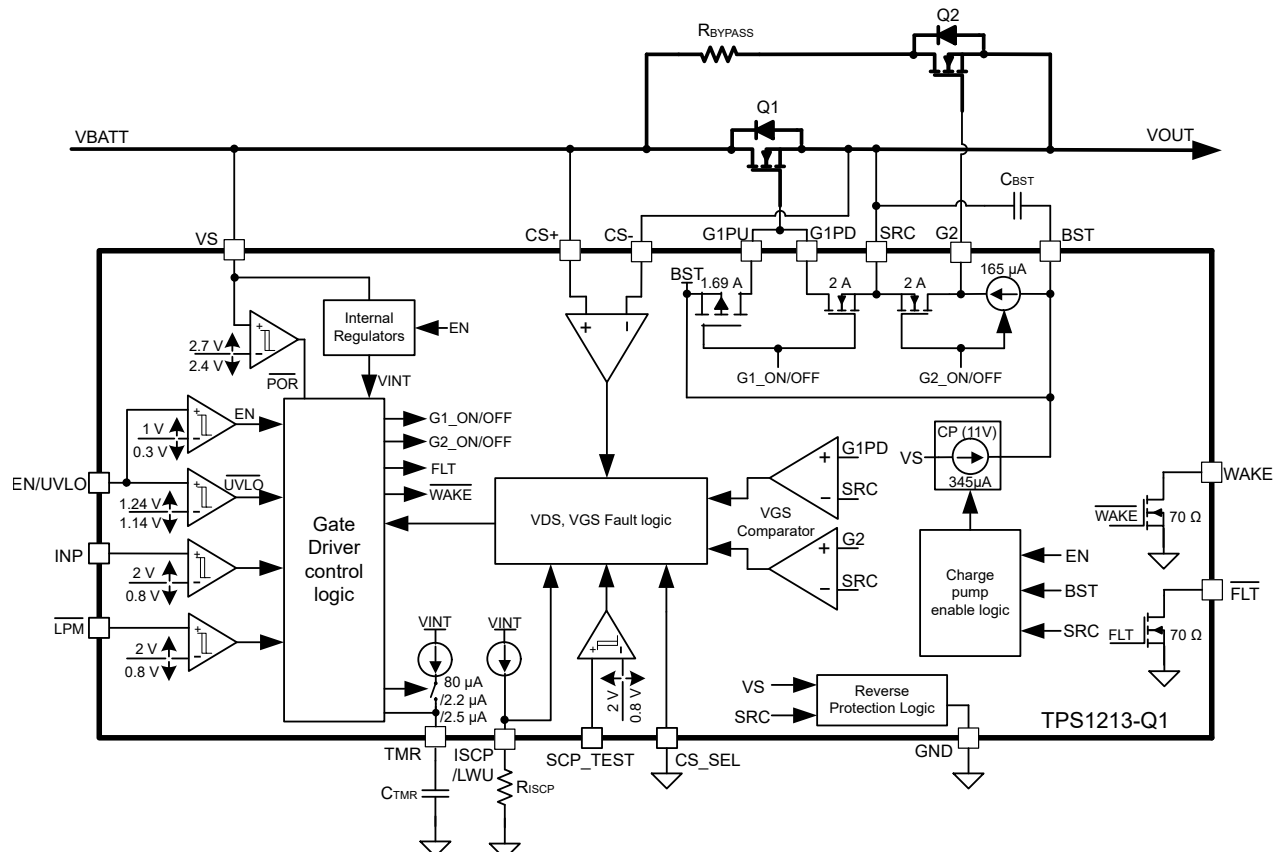 Q2
RBYPASS
Q1
VBATT
VOUT
CBST
VS
CS+
CS-
G1PU
G1PD
SRC
G2
BST
BST
1.69 A
2 A
2 A
165 µA
Internal
Regulators
EN
+
-
+
-
2.7 V
2.4 V
POR
VINT
G1_ON/OFF
G2_ON/OFF
EN
+
-
1 V
0.3 V
G1_ON/OFF
G2_ON/OFF
FLT
WAKE
CP (11V)
VS
345µA
EN/UVLO
UVLO
+
-
1.24 V
1.14 V
Gate
Driver
control
logic
VDS, VGS Fault logic
+
-
G1PD
SRC
VGS
Comparator
+
-
G2
SRC
WAKE
WAKE
70 Ω
INP
+
-
2 V
0.8 V
Charge
pump
enable logic
EN
BST
SRC
FLT
FLT
70 Ω
LPM
+
-
2 V
0.8 V
VINT
VINT
80 µA
/2.2 µA
/2.5 µA
+
-
2 V
0.8 V
VS
SRC
Reverse
Protection Logic
TPS1213-Q1
TMR
ISCP
/LWU
SCP_TEST
CS_SEL
GND
CTMR
RISCP